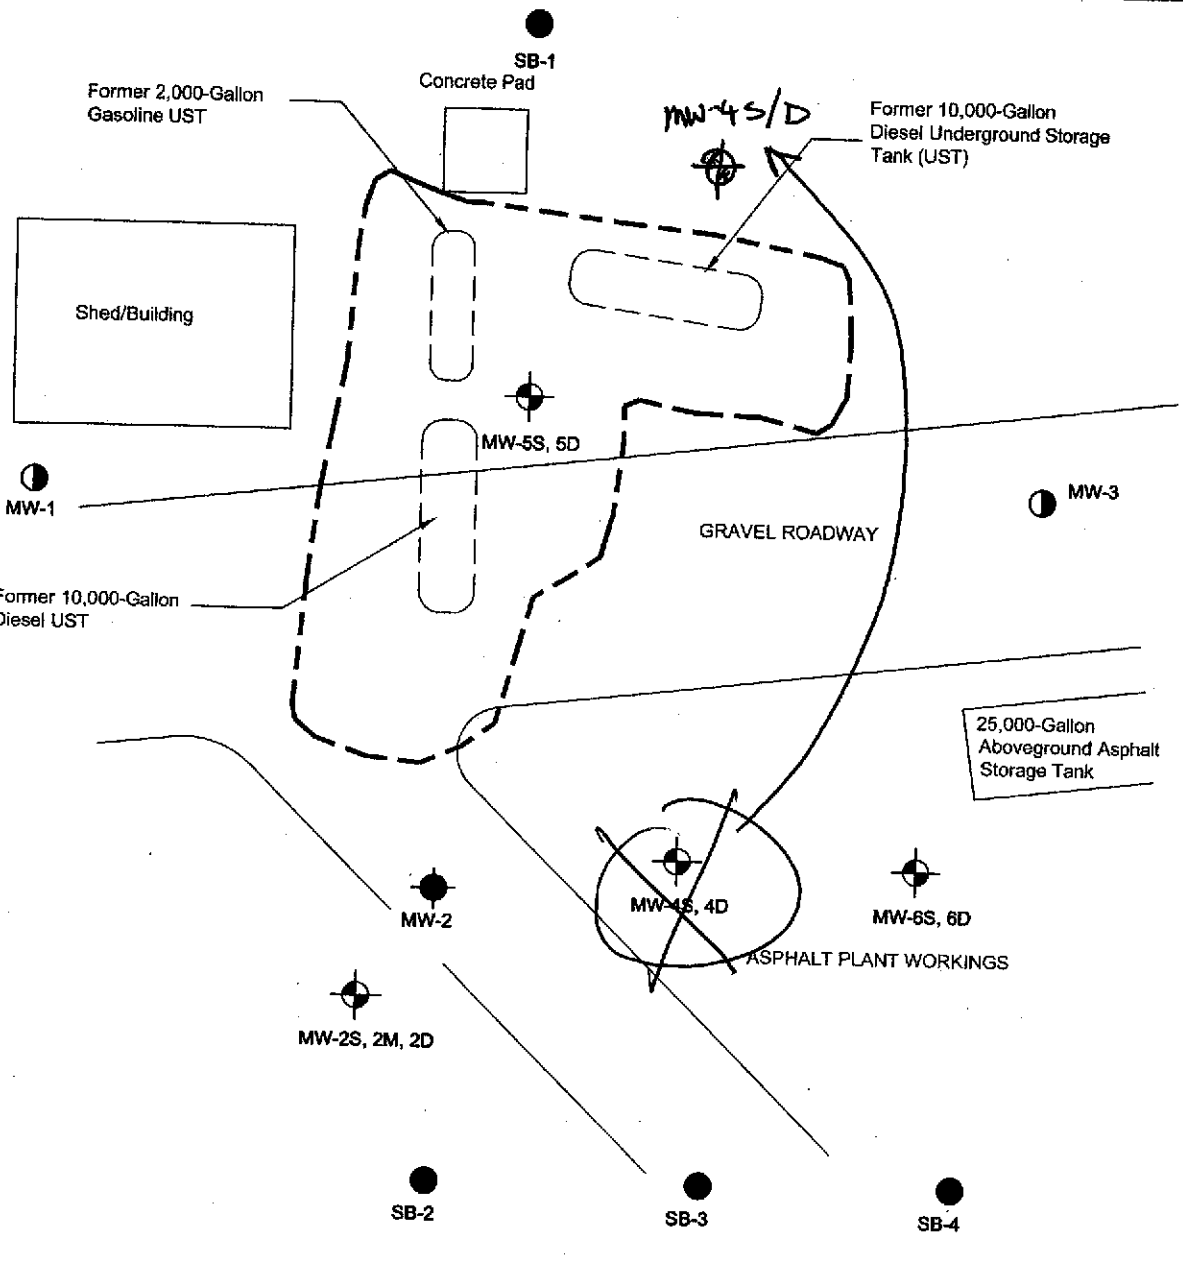 SB-1
Concrete Pad
Former 2,000-Gallon
Gasoline UST
MW-4 S/D
Former 10,000-Gallon
Diesel Underground Storage
Tank (UST)
Shed/Building
MW-5S, 5D
MW-1
MW-3
GRAVEL ROADWAY
Former 10,000-Gallon
Diesel UST
25,000-Gallon
Aboveground Asphalt
Storage Tank
MW-2
MW-4S, 4D
MW-6S, 6D
ASPHALT PLANT WORKINGS
MW-2S, 2M, 2D
SB-2
SB-3
SB-4